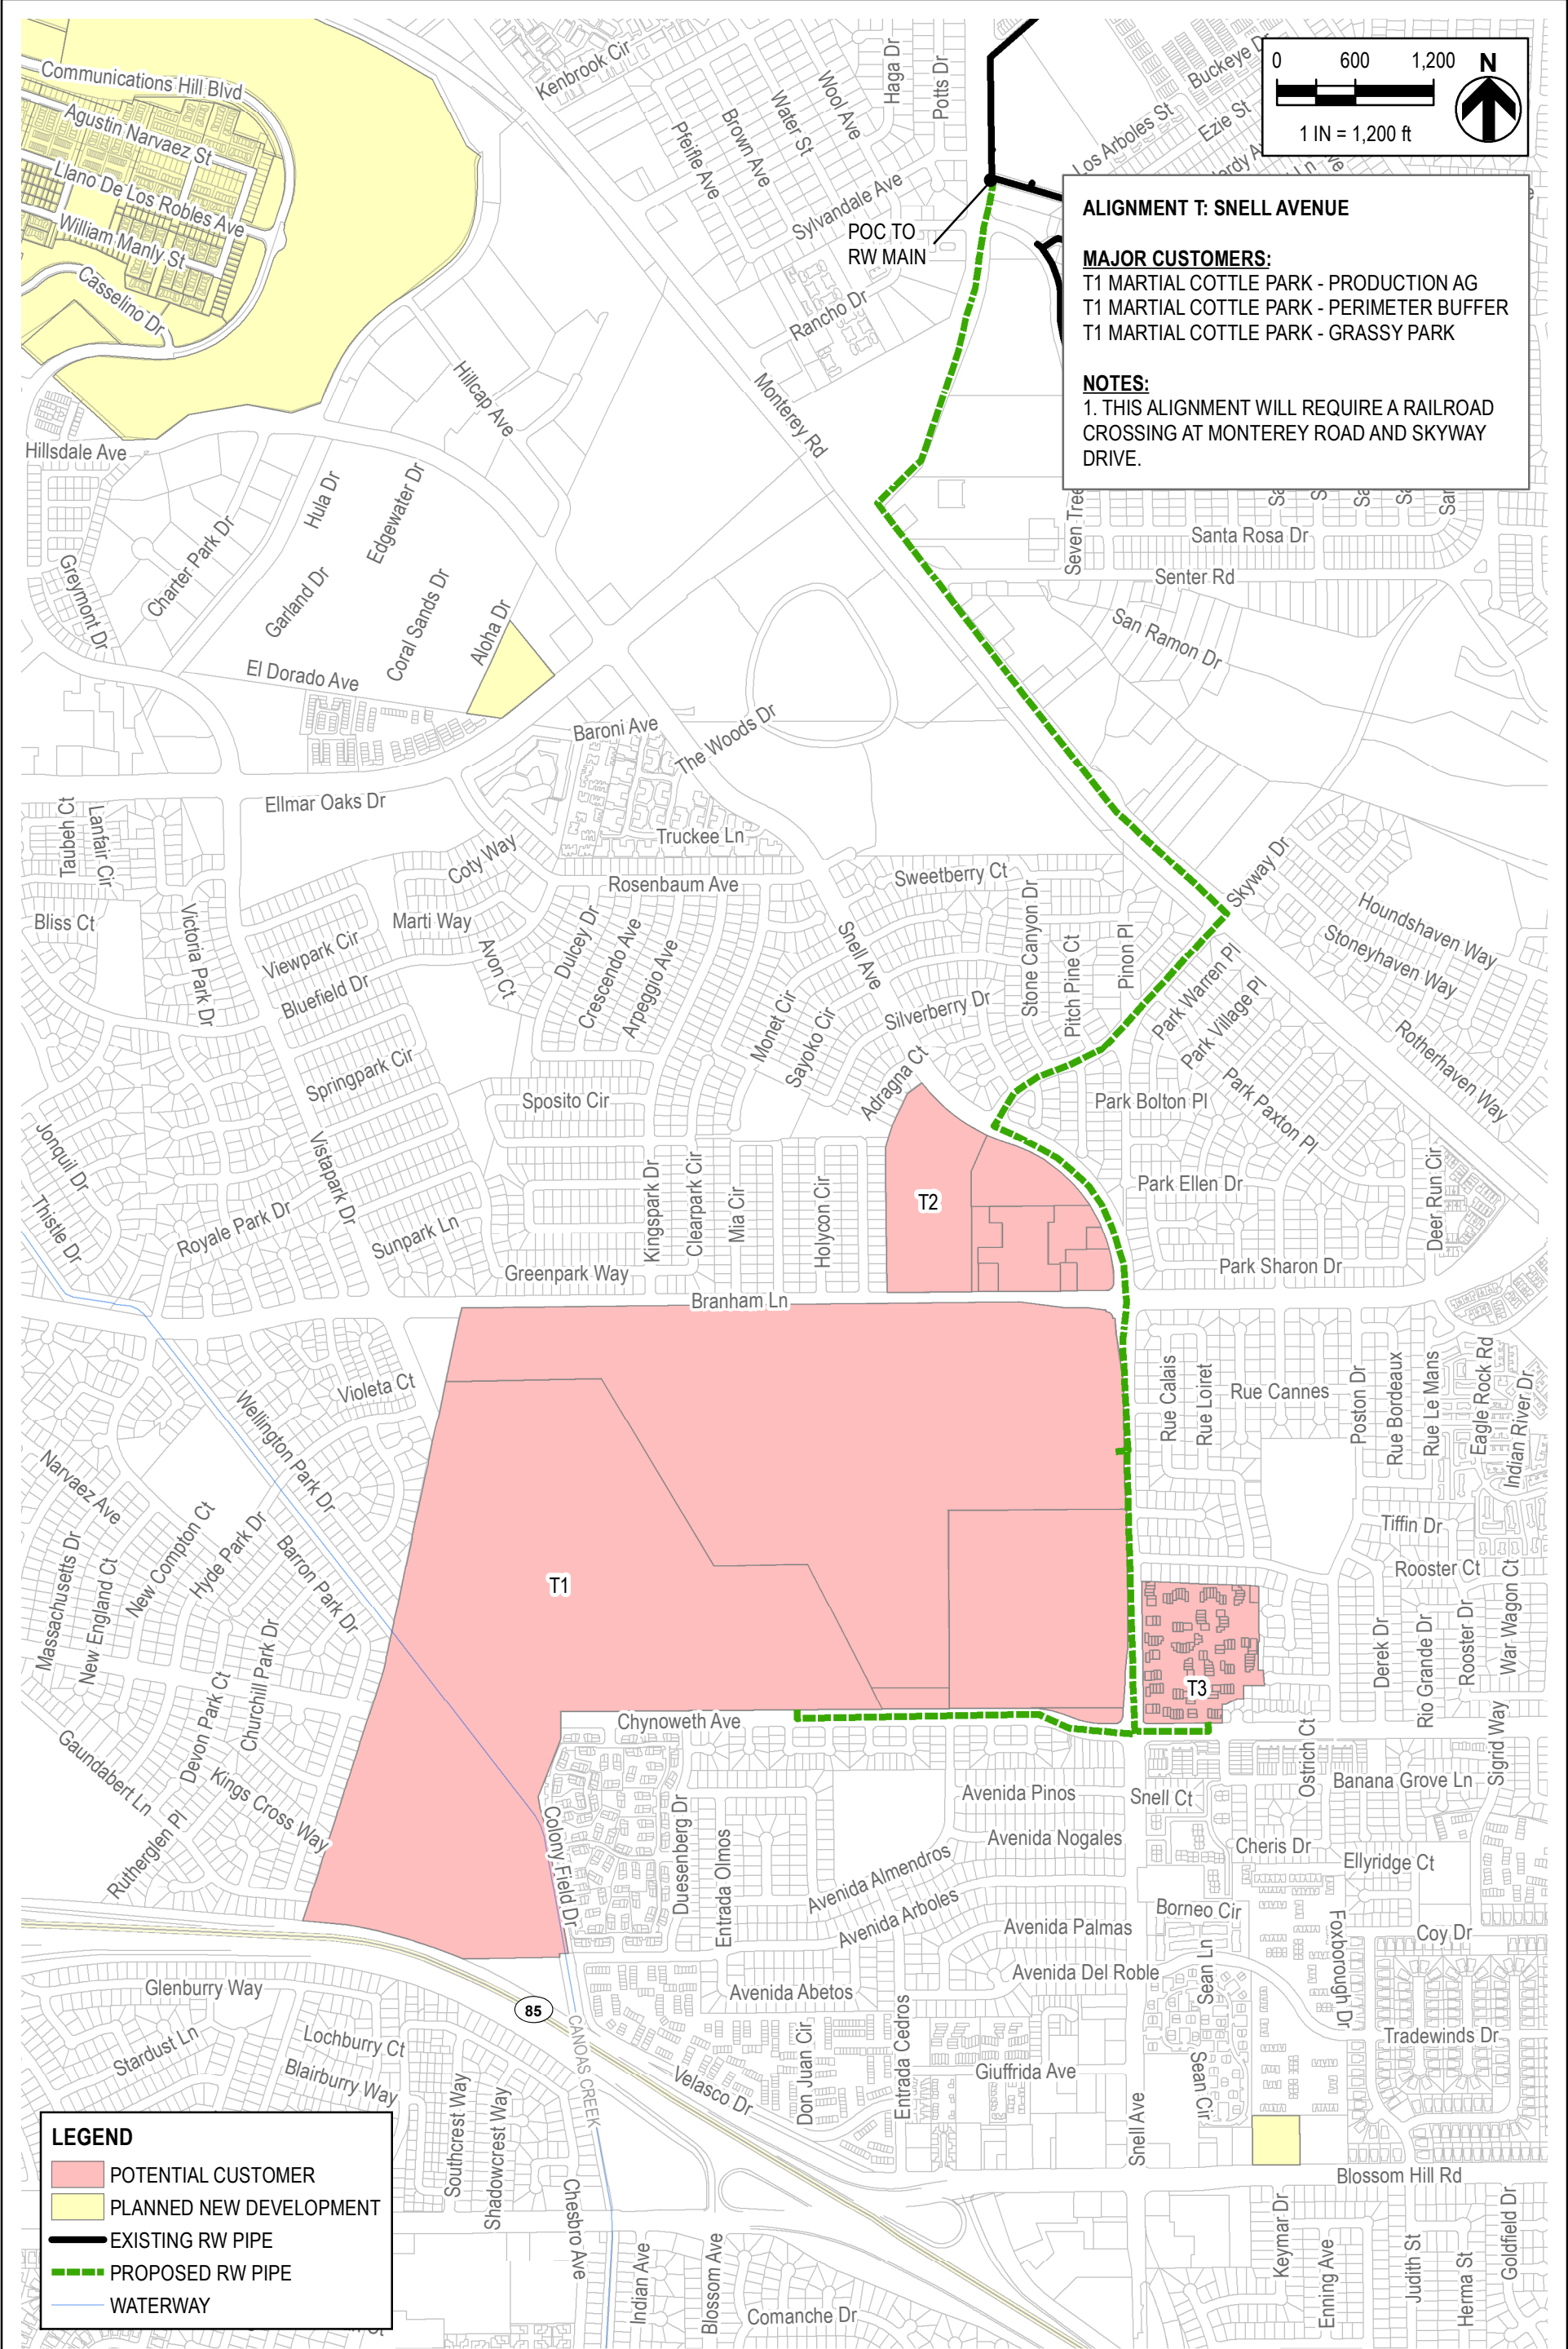 Kenbrook Cir
Haga Dr
Potts Dr
Buckeye Dr
0 600 1,200 N
1 IN = 1,200 ft
Communications Hill Blvd
Wool Ave
Water St
Brown Ave
Pfeifle Ave
Agustin Narvaez St
Los Arboles St
Ezie St
Llano De Los Robles Ave
William Manly St
Sylvandale Ave
POC TO
RW MAIN
Casselino Dr
Rancho Dr
ALIGNMENT T: SNELL AVENUE
MAJOR CUSTOMERS:
T1 MARTIAL COTTLE PARK - PRODUCTION AG
T1 MARTIAL COTTLE PARK - PERIMETER BUFFER
T1 MARTIAL COTTLE PARK - GRASSY PARK
NOTES:
1. THIS ALIGNMENT WILL REQUIRE A RAILROAD
CROSSING AT MONTEREY ROAD AND SKYWAY
DRIVE.
Hillcap Ave
Monterey Rd
Hillsdale Ave
Hula Dr
Edgewater Dr
Charter Park Dr
Seven Tree
Santa Rosa Dr
Senter Rd
Greymont Dr
Garland Dr
Coral Sands Dr
Aloha Dr
San Ramon Dr
El Dorado Ave
Baroni Ave
The Woods Dr
Ellmar Oaks Dr
Taubeh Ct
Lanfair Cir
Truckee Ln
Coty Way
Rosenbaum Ave
Sweetberry Ct
Skyway Dr
Bliss Ct
Victoria Park Dr
Marti Way
Viewpark Cir
Avon Ct
Dulcey Dr
Crescendo Ave
Arpeggio Ave
Snell Ave
Stone Canyon Dr
Pitch Pine Ct
Pinon Pl
Houndshaven Way
Stoneyhaven Way
Bluefield Dr
Monet Cir
Sayoko Cir
Silverberry Dr
Park Warren Pl
Park Village Pl
Rotherhaven Way
Springpark Cir
Sposito Cir
Adragna Ct
Park Bolton Pl
Park Paxton Pl
Jonquil Dr
Vistapark Dr
Thistle Dr
Royale Park Dr
Sunpark Ln
Kingspark Dr
Clearpark Cir
Mia Cir
Holycon Cir
T2
Park Ellen Dr
Deer Run Cir
Greenpark Way
Park Sharon Dr
Branham Ln
Violeta Ct
Rue Calais
Rue Loiret
Rue Cannes
Poston Dr
Rue Bordeaux
Rue Le Mans
Eagle Rock Rd
Indian River Dr
Wellington Park Dr
Narvaez Ave
Massachusetts Dr
New England Ct
New Compton Ct
Hyde Park Dr
Barron Park Dr
Tiffin Dr
Rooster Ct
T1
Churchill Park Dr
Devon Park Ct
T3
Derek Dr
Rio Grande Dr
Rooster Dr
War Wagon Ct
Gaundabert Ln
Chynoweth Ave
Ostrich Ct
Sigrid Way
Kings Cross Way
Rutherglen Pl
Colony Field Dr
Duesenberg Dr
Entrada Olmos
Avenida Pinos
Snell Ct
Banana Grove Ln
Avenida Nogales
Cheris Dr
Ellyridge Ct
Avenida Almendros
Avenida Arboles
Avenida Palmas
Borneo Cir
Foxborough Dr
Coy Dr
Glenburry Way
Avenida Abetos
Avenida Del Roble
Sean Ln
85
Stardust Ln
Lochburry Ct
Blairburry Way
CANOAS CREEK
Velasco Dr
Don Juan Cir
Entrada Cedros
Giuffrida Ave
Sean Cir
Tradewinds Dr
Southcrest Way
Shadowcrest Way
Snell Ave
Blossom Hill Rd
Chesbro Ave
Indian Ave
Blossom Ave
Comanche Dr
Keymar Dr
Enning Ave
Judith St
Herma St
Goldfield Dr
LEGEND
POTENTIAL CUSTOMER
PLANNED NEW DEVELOPMENT
EXISTING RW PIPE
PROPOSED RW PIPE
WATERWAY